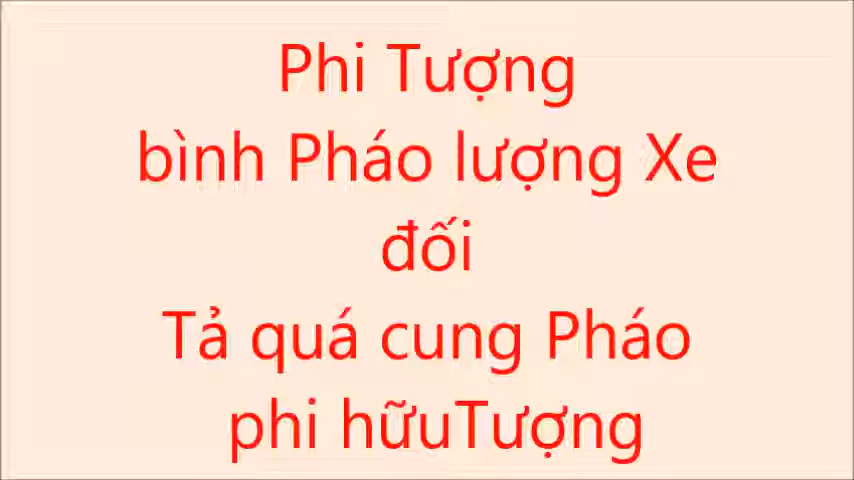 Phi Tượng
bình Pháo lượng Xe
đối
Tả quá cung Pháo
phi hữuTượng